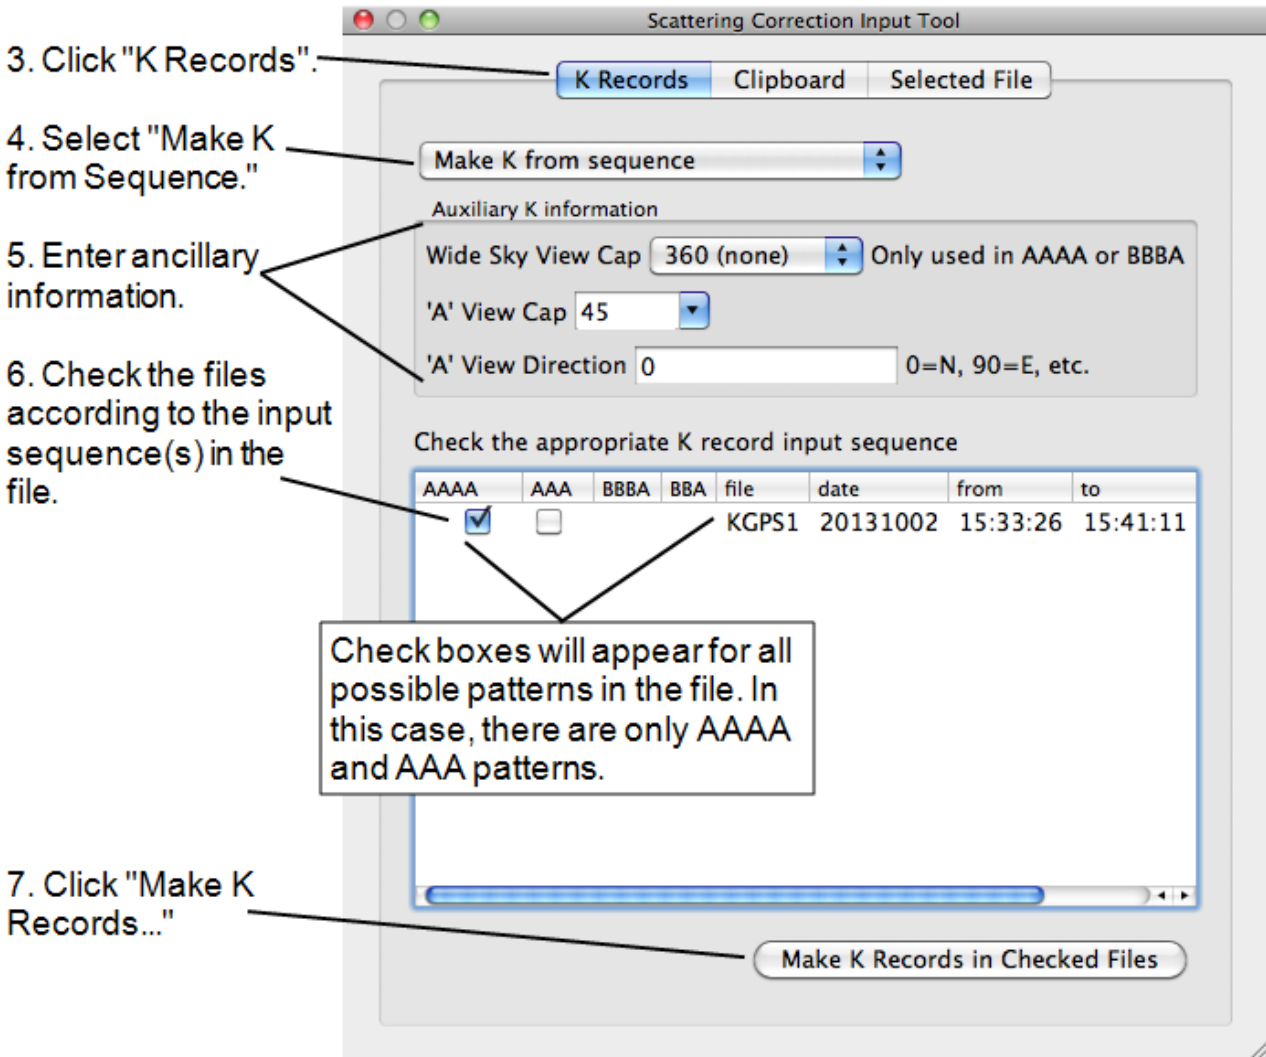 Scattering Correction Input Tool
3. Click "K Records".
K Records Clipboard Selected File
4. Select "Make K
from Sequence."
Make K from sequence
Auxiliary K information
5. Enter ancillary
information.
Wide Sky View Cap 360 (none) Only used in AAAA or BBBA
'A' View Cap 45
'A' View Direction 0 0=N, 90=E, etc.
6. Check the files
according to the input
sequence(s) in the
file.
Check the appropriate K record input sequence
AAAA AAA BBBA BBA file date from to
KGPS1 20131002 15:33:26 15:41:11
Check boxes will appear for all
possible patterns in the file. In
this case, there are only AAAA
and AAA patterns.
7. Click "Make K
Records..."
Make K Records in Checked Files